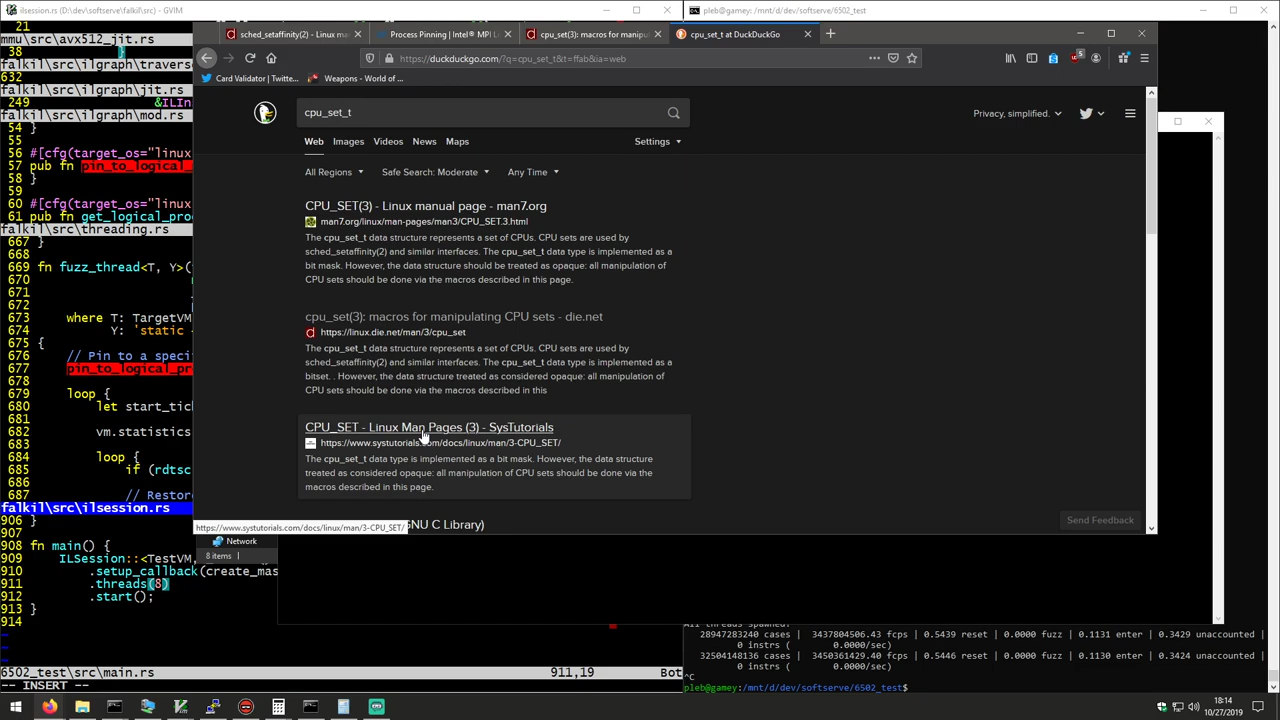 ilsession.rs (D:\dev\softserve\falkil\src) - GVIM
pleb@gamey: /mnt/d/dev/softserve/6502_test
21
mmu\src\avx512_jit.rs
38 }
falkil\src\ilgraph\travers
632
falkil\src\ilgraph\jit.rs
249 &ILIn
falkil\src\ilgraph\mod.rs
54 }
55
56 #[cfg(target_os="linux
57 pub fn pin_to_logical_
58 }
59
60 #[cfg(target_os="linux
61 pub fn get_logical_pro
falkil\src\threading.rs
667 }
668
669 fn fuzz_thread<T, Y>(
670
671
672
673 where T: TargetVM
674 Y: 'static
675 {
676 // Pin to a speci
677 pin_to_logical_pr
678
679 loop {
680 let start_tic
681
682 vm.statistics
683
684 loop {
685 if (rdtsc
686
687 // Restor
falkil\src\ilsession.rs
906 }
907
908 fn main() {
909 ILSession::<TestVM,
910 .setup_callback(create_mas
911 .threads(8)
912 .start();
913 }
914
~
~
~
6502_test\src\main.rs 911,19 Bot
-- INSERT --
sched_setaffinity(2) - Linux ma
Process Pinning | Intel® MPI Li
cpu_set(3): macros for manipul
cpu_set_t at DuckDuckGo
https://duckduckgo.com/?q=cpu_set_t&t=ffab&ia=web
Card Validator | Twitte...
Weapons - World of ...
cpu_set_t
Privacy, simplified.
Web Images Videos News Maps Settings
All Regions Safe Search: Moderate Any Time
CPU_SET(3) - Linux manual page - man7.org
man7.org/linux/man-pages/man3/CPU_SET.3.html
The cpu_set_t data structure represents a set of CPUs. CPU sets are used by
sched_setaffinity(2) and similar interfaces. The cpu_set_t data type is implemented as a
bit mask. However, the data structure should be treated as opaque: all manipulation of
CPU sets should be done via the macros described in this page.
cpu_set(3): macros for manipulating CPU sets - die.net
https://linux.die.net/man/3/cpu_set
The cpu_set_t data structure represents a set of CPUs. CPU sets are used by
sched_setaffinity(2) and similar interfaces. The cpu_set_t data type is implemented as a
bitset. . However, the data structure treated as considered opaque: all manipulation of
CPU sets should be done via the macros described in this
CPU_SET - Linux Man Pages (3) - SysTutorials
https://www.systutorials.com/docs/linux/man/3-CPU_SET/
The cpu_set_t data type is implemented as a bit mask. However, the data structure
treated as considered opaque: all manipulation of CPU sets should be done via the
macros described in this page.
GNU C Library)
Send Feedback
https://www.systutorials.com/docs/linux/man/3-CPU_SET/
Network
8 items
All threads spawned!
28947283240 cases | 3437804506.43 fcps | 0.5439 reset | 0.0000 fuzz | 0.1131 enter | 0.3429 unaccounted |
0 instrs ( 0.0000/sec)
32504148136 cases | 3450361429.40 fcps | 0.5446 reset | 0.0000 fuzz | 0.1130 enter | 0.3424 unaccounted |
0 instrs ( 0.0000/sec)
^C
pleb@gamey:/mnt/d/dev/softserve/6502_test$
18:14
10/27/2019